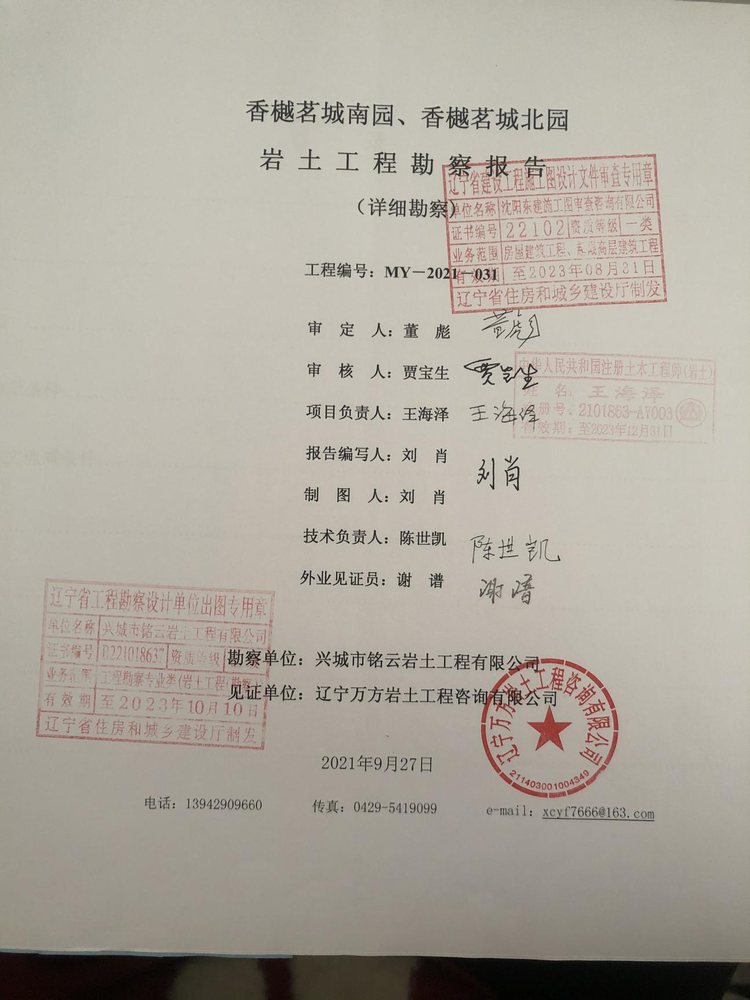 香樾茗城南园、香樾茗城北园
岩土工程勘察报告
(详细勘察)
辽宁省建设工程施工图设计文件审查专用章
单位名称 沈阳东建施工图审查咨询有限公司
证书编号 22102 资质等级 一类
业务范围 房屋建筑工程、超限高层建筑工程
有效期 至2023年08月31日
辽宁省住房和城乡建设厅制发
工程编号：MY-2021-031
审 定 人：董 彪 董彪
审 核 人：贾宝生 贾宝生
中华人民共和国注册土木工程师(岩土)
姓 名：王海泽
注册号：2101863-AY003
有效期：至2023年12月31日
项目负责人：王海泽 王海泽
报告编写人：刘 肖 刘肖
制 图 人：刘 肖
技术负责人：陈世凯 陈世凯
外业见证员：谢 谱 谢谱
辽宁省工程勘察设计单位出图专用章
单位名称 兴城市铭云岩土工程有限公司
证书编号 B221018637 资质等级
业务范围 工程勘察专业类(岩土工程(勘察))
有效期 至2023年10月10日
辽宁省住房和城乡建设厅制发
勘察单位：兴城市铭云岩土工程有限公司
见证单位：辽宁万方岩土工程咨询有限公司
辽宁万方岩土工程咨询有限公司
211403001004349
2021年9月27日
电话：13942909660 传真：0429-5419099 e-mail：xcyf7666@163.com